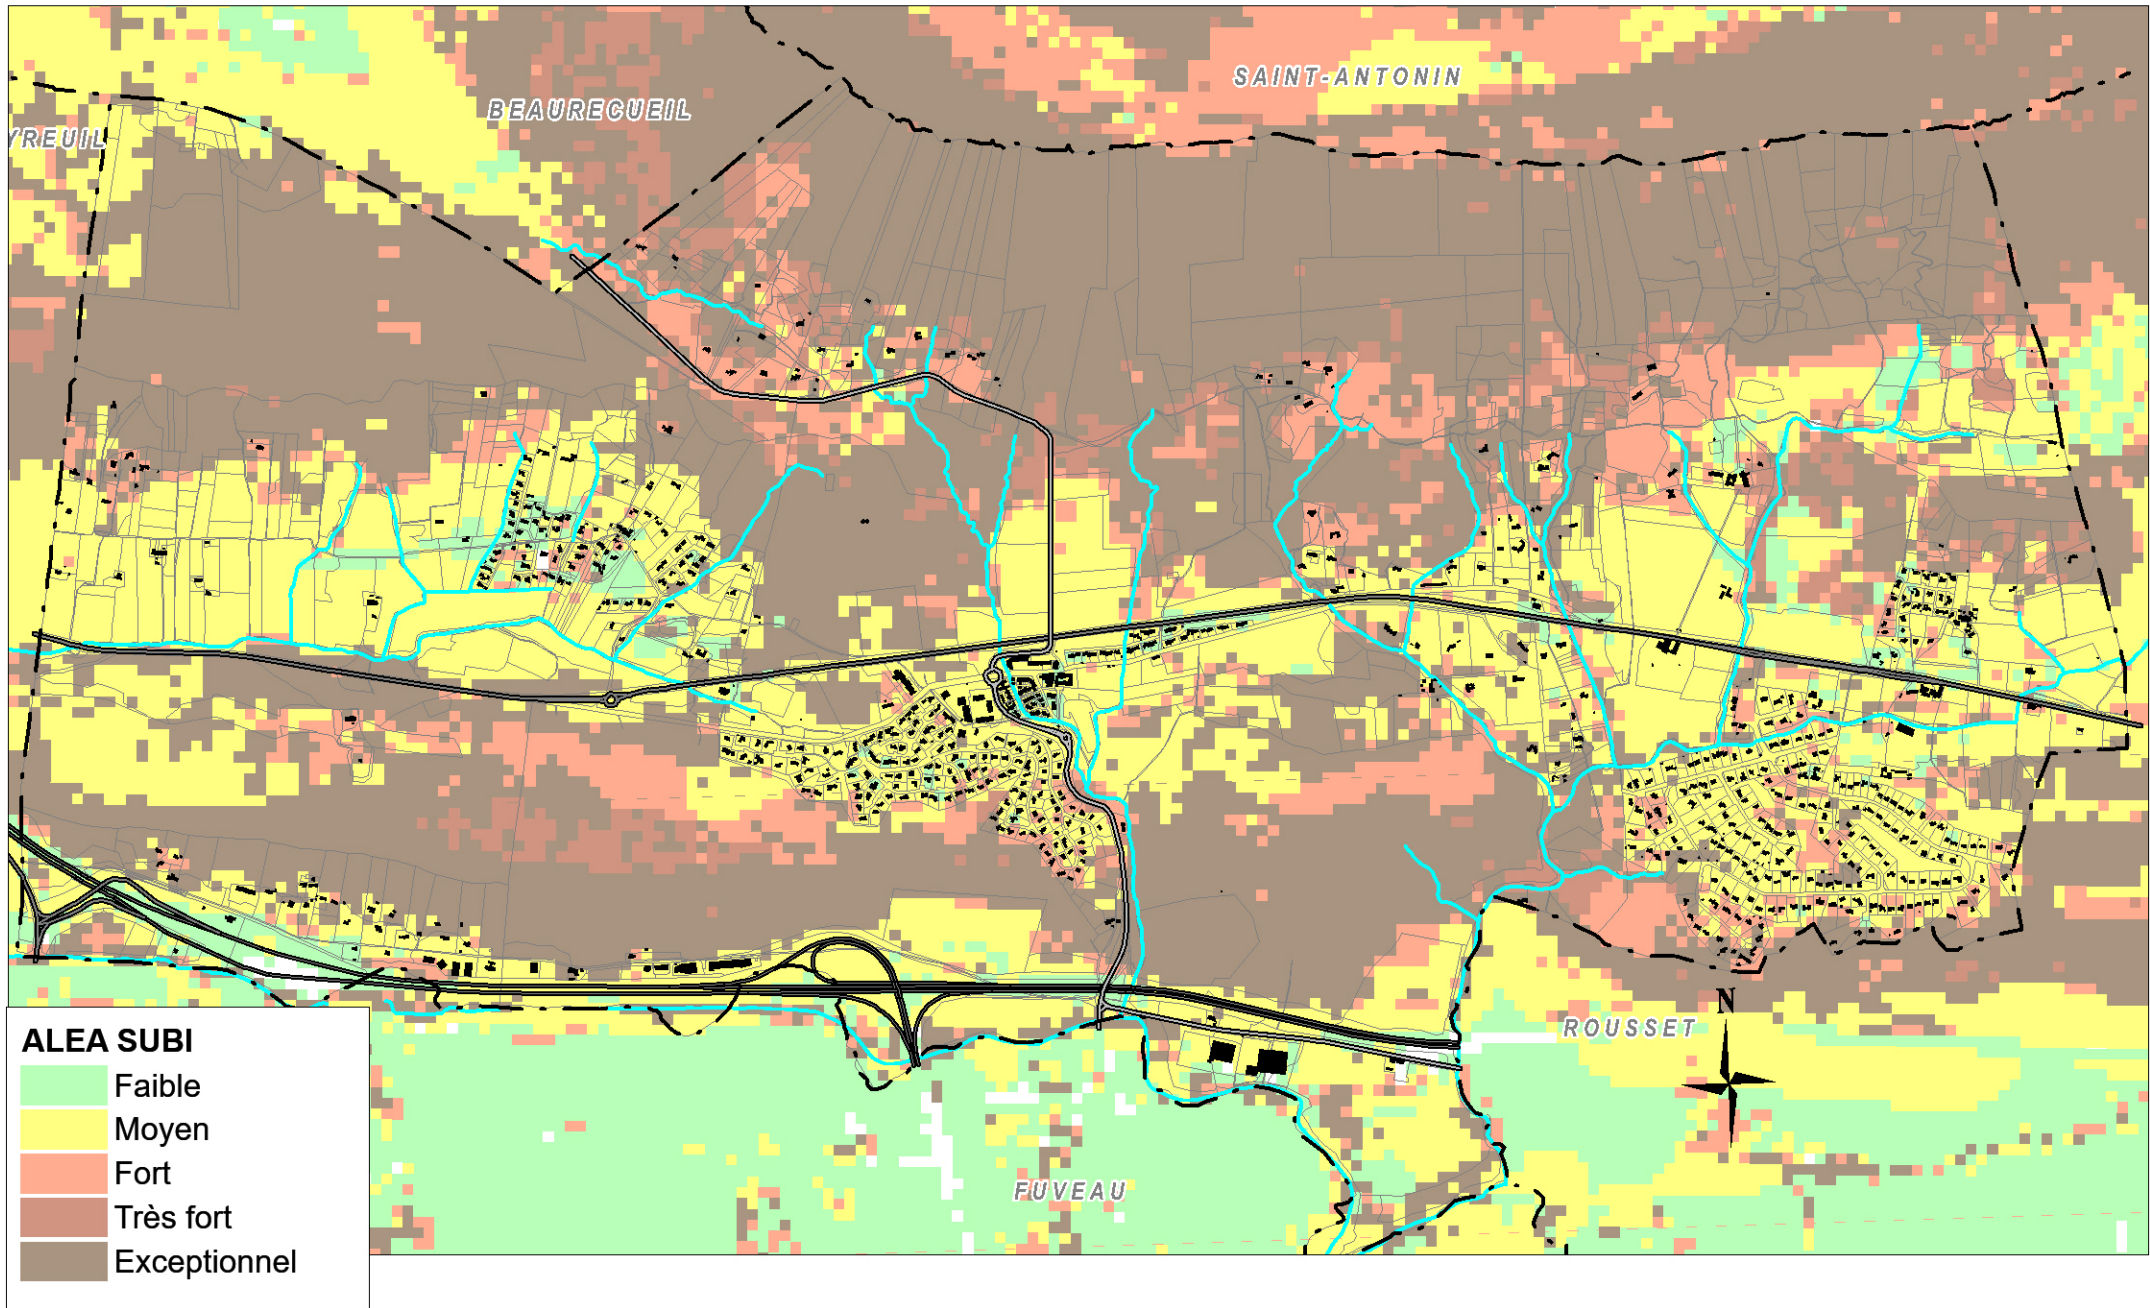 SAINT-ANTONIN
BEAURECUEIL
YREUIL
N
ROUSSET
FUVEAU
ALEA SUBI
Faible
Moyen
Fort
Très fort
Exceptionnel